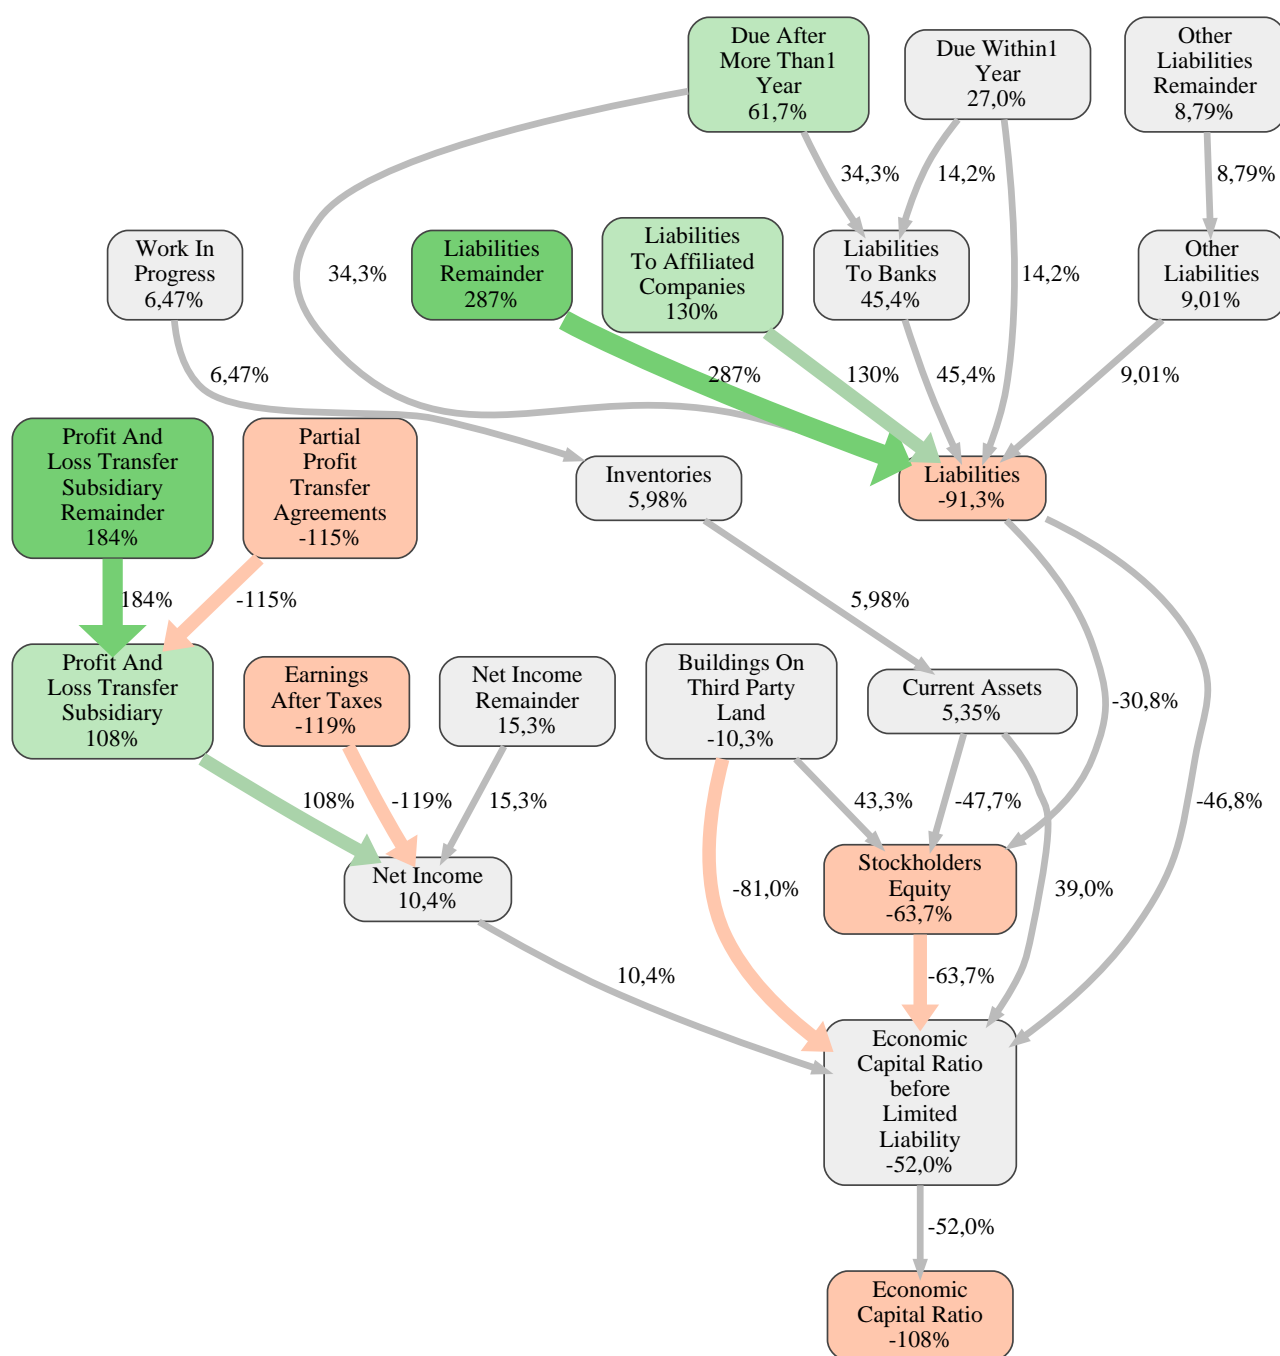 Due After
More Than1
Year
61,7%
Due Within1
Year
27,0%
Other
Liabilities
Remainder
8,79%
34,3%
14,2%
8,79%
Work In
Progress
6,47%
34,3%
Liabilities
Remainder
287%
Liabilities
To Affiliated
Companies
130%
Liabilities
To Banks
45,4%
14,2%
Other
Liabilities
9,01%
6,47%
287%
130%
45,4%
9,01%
Profit And
Loss Transfer
Subsidiary
Remainder
184%
Partial
Profit
Transfer
Agreements
-115%
Inventories
5,98%
Liabilities
-91,3%
184%
-115%
5,98%
Profit And
Loss Transfer
Subsidiary
108%
Earnings
After Taxes
-119%
Net Income
Remainder
15,3%
Buildings On
Third Party
Land
-10,3%
Current Assets
5,35%
-30,8%
108%
-119%
15,3%
43,3%
-47,7%
-46,8%
Net Income
10,4%
-81,0%
Stockholders
Equity
-63,7%
39,0%
10,4%
-63,7%
Economic
Capital Ratio
before
Limited
Liability
-52,0%
-52,0%
Economic
Capital Ratio
-108%